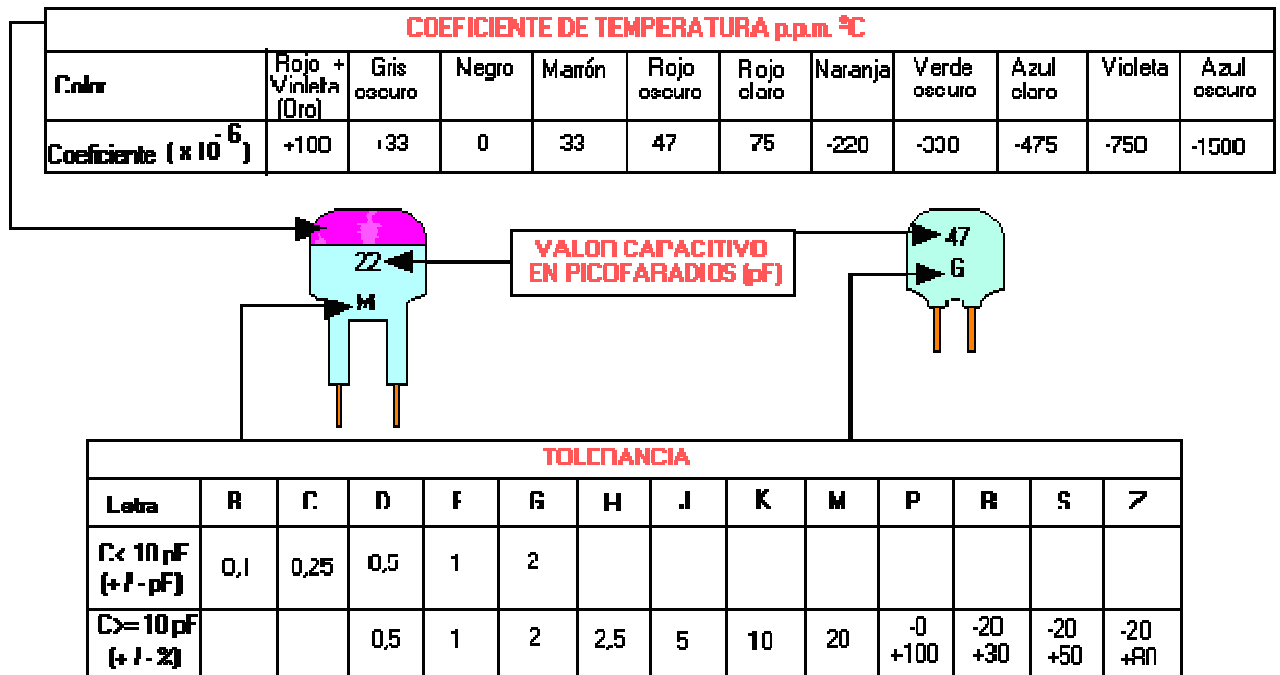 COEFICIENTE DE TEMPERATURA p.p.m. ºC
Color
Rojo + Violeta (Oro)
Gris oscuro
Negro
Marrón
Rojo oscuro
Rojo claro
Naranja
Verde oscuro
Azul claro
Violeta
Azul oscuro
Coeficiente ( x 10 -6 ) +100 +33 0 33 47 75 -220 -330 -475 -750 -1500
22
M
VALOR CAPACITIVO
EN PICOFARADIOS (pF)
47
G
TOLERANCIA
Letra B C D F G H J K M P R S Z
C< 10 pF
(+ / - pF)
0,1 0,25 0,5 1 2
C>= 10 pF
(+ / - %)
0,5 1 2 2,5 5 10 20
-0 -20 -20 -20
+100 +30 +50 +80